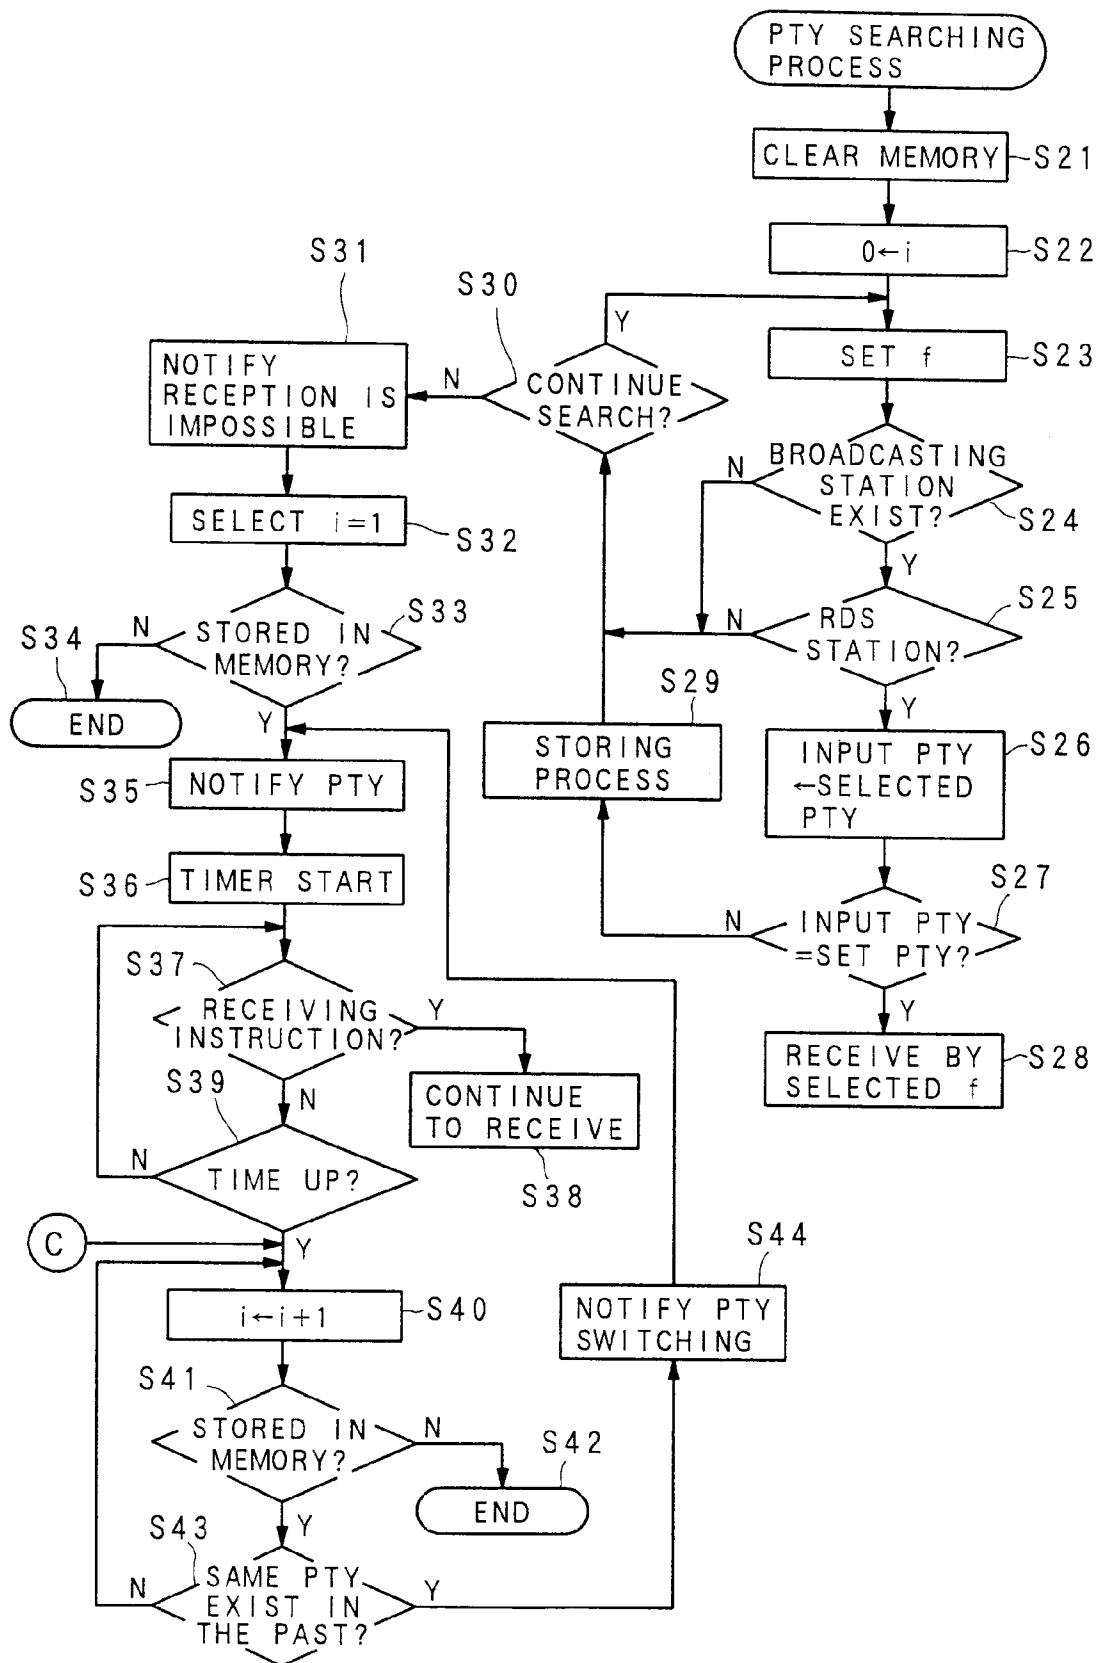 PTY SEARCHING
PROCESS
CLEAR MEMORY
S21
0←i
S22
SET f
S23
BROADCASTING
STATION
EXIST?
S24
N
Y
RDS
STATION?
S25
N
Y
INPUT PTY
←SELECTED
PTY
S26
INPUT PTY
=SET PTY?
S27
N
Y
RECEIVE BY
SELECTED f
S28
STORING
PROCESS
S29
CONTINUE
SEARCH?
S30
Y
N
S31
NOTIFY
RECEPTION IS
IMPOSSIBLE
SELECT i=1
S32
STORED IN
MEMORY?
S33
N
Y
S34
END
NOTIFY PTY
S35
TIMER START
S36
S37
RECEIVING
INSTRUCTION?
Y
N
CONTINUE
TO RECEIVE
S38
S39
TIME UP?
N
Y
C
i←i+1
S40
S41
STORED IN
MEMORY?
N
Y
S42
END
S43
SAME PTY
EXIST IN
THE PAST?
N
Y
S44
NOTIFY PTY
SWITCHING